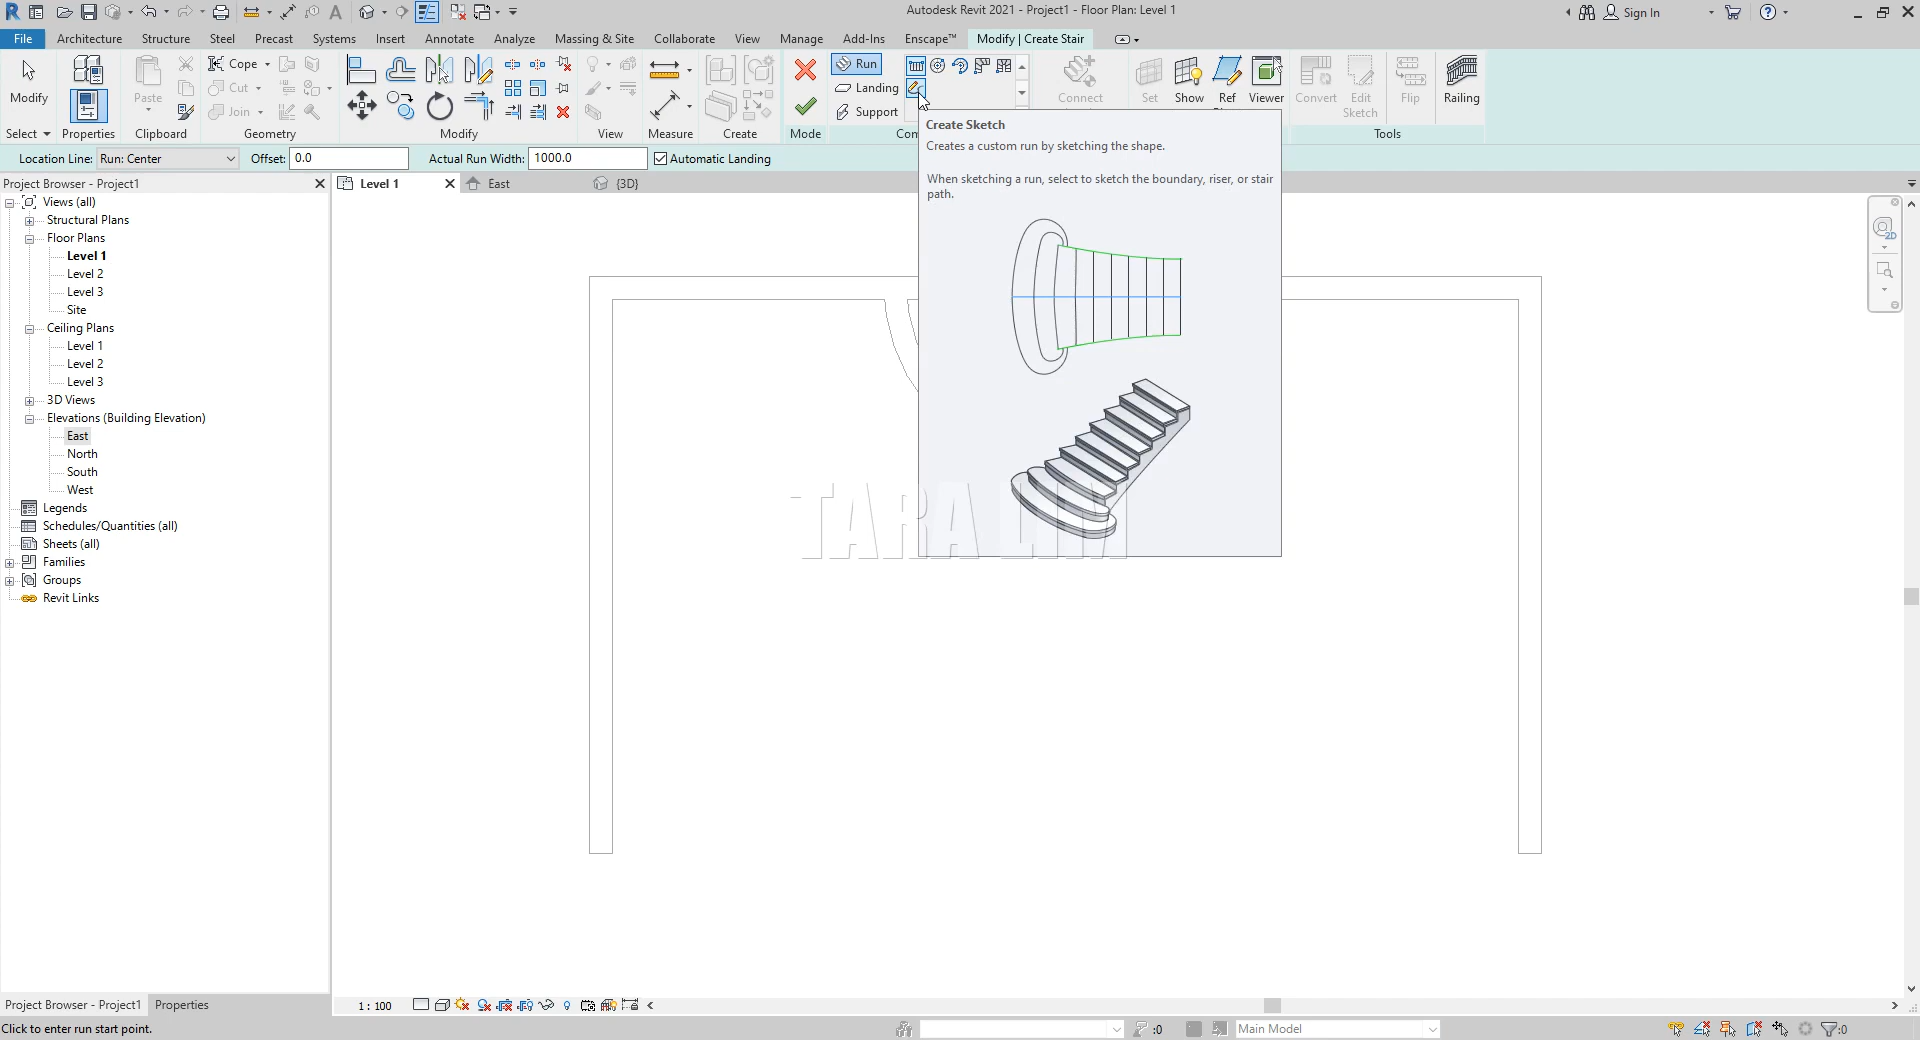 Autodesk Revit 2021 - Project1 - Floor Plan: Level 1
Sign In
File Architecture Structure Steel Precast Systems Insert Annotate Analyze Massing & Site Collaborate View Manage Add-Ins Enscape™ Modify | Create Stair
Modify
Paste
Cope
Cut
Join
Run
Landing
Support
Connect
Set
Show
Ref
Viewer
Convert
Edit
Sketch
Flip
Railing
Select Properties Clipboard Geometry Modify View Measure Create Mode Com Tools
Location Line: Run: Center Offset: 0.0 Actual Run Width: 1000.0 Automatic Landing
Create Sketch
Creates a custom run by sketching the shape.
When sketching a run, select to sketch the boundary, riser, or stair
path.
Project Browser - Project1
Level 1 East {3D}
Views (all)
Structural Plans
Floor Plans
Level 1
Level 2
Level 3
Site
Ceiling Plans
Level 1
Level 2
Level 3
3D Views
Elevations (Building Elevation)
East
North
South
West
Legends
Schedules/Quantities (all)
Sheets (all)
Families
Groups
Revit Links
2D
TARA LIM
Project Browser - Project1 Properties
1 : 100
Click to enter run start point.
:0
Main Model
:0